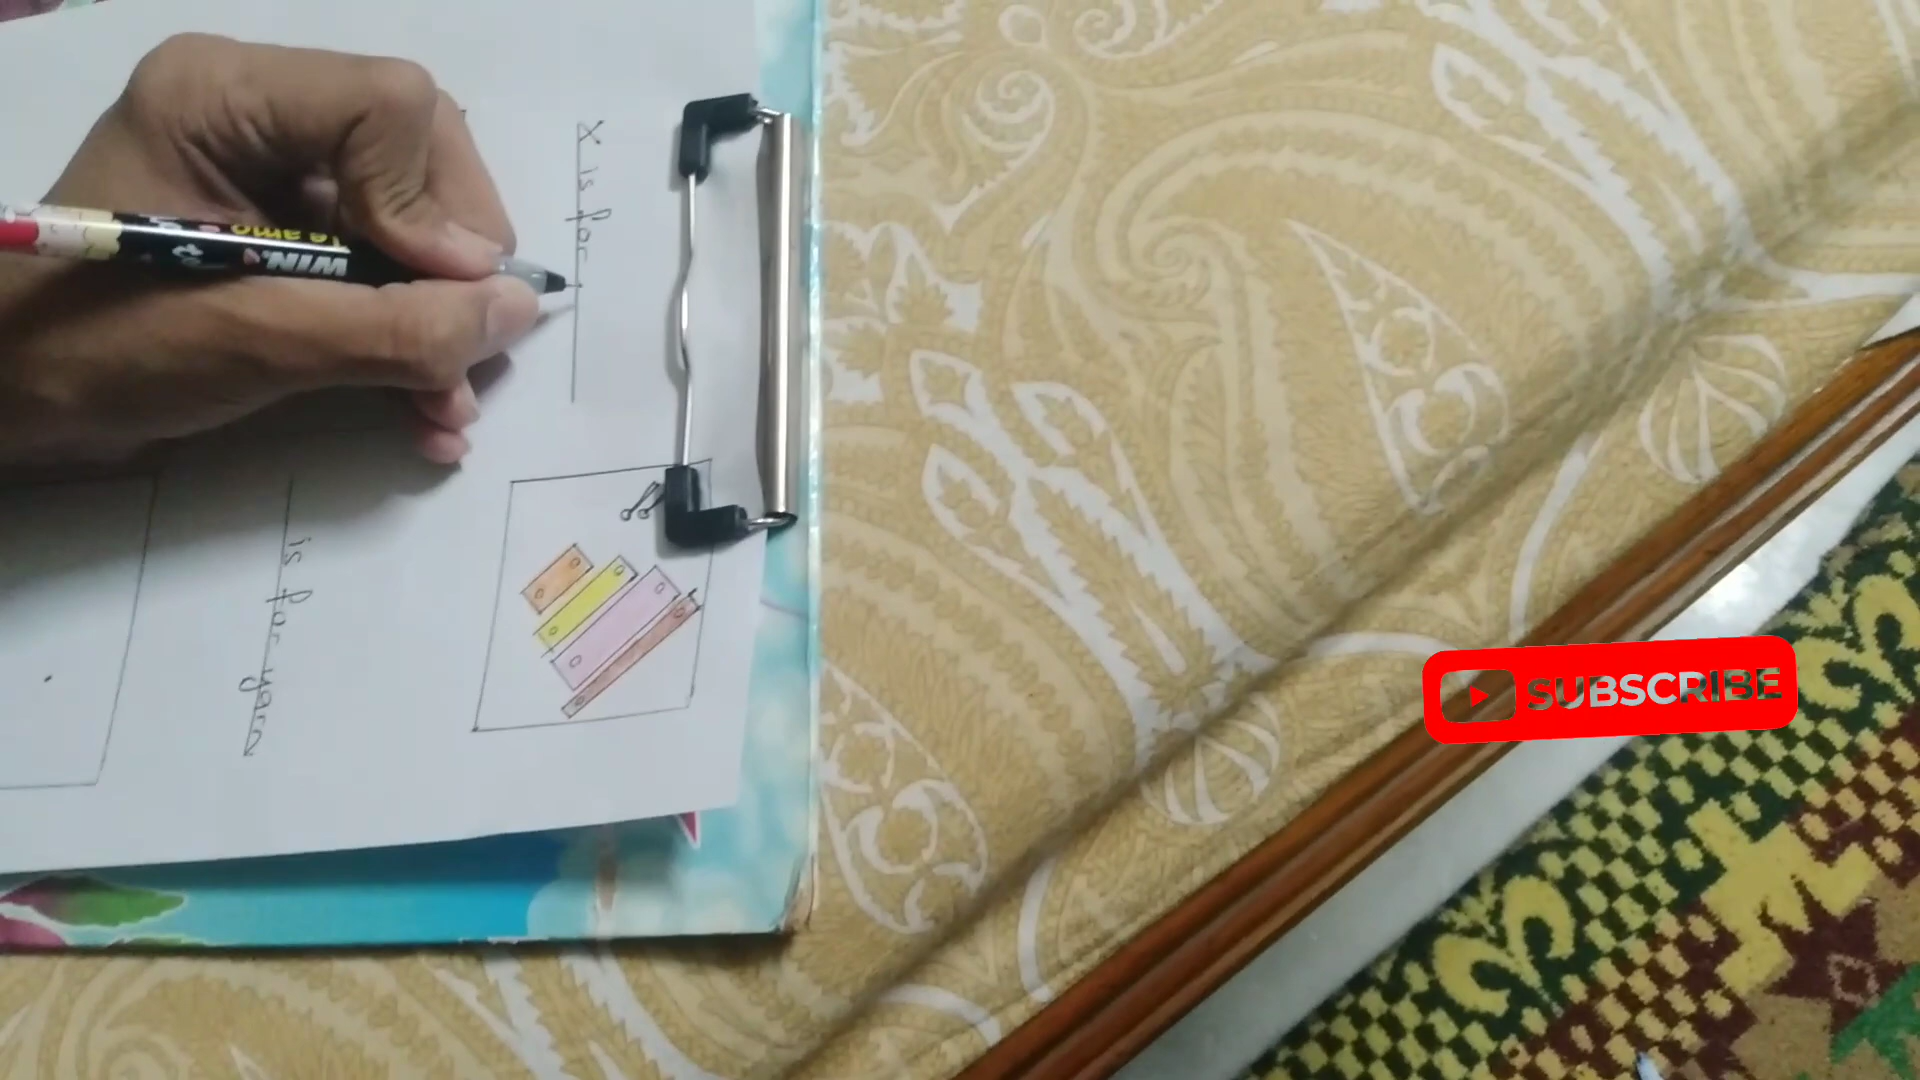 X is for
is for yarn
WIN
Te amo
SUBSCRIBE